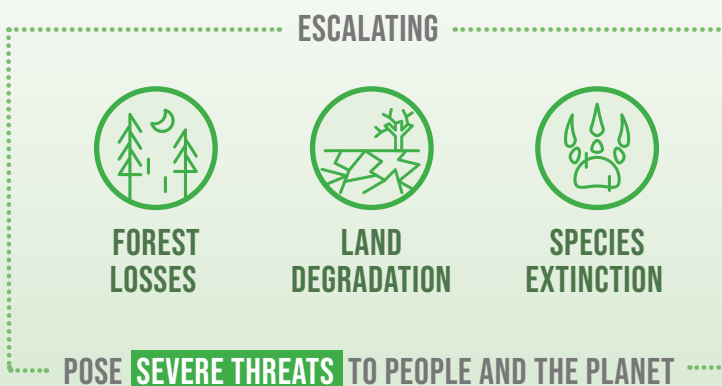 ESCALATING
FOREST
LOSSES
LAND
DEGRADATION
SPECIES
EXTINCTION
POSE SEVERE THREATS TO PEOPLE AND THE PLANET